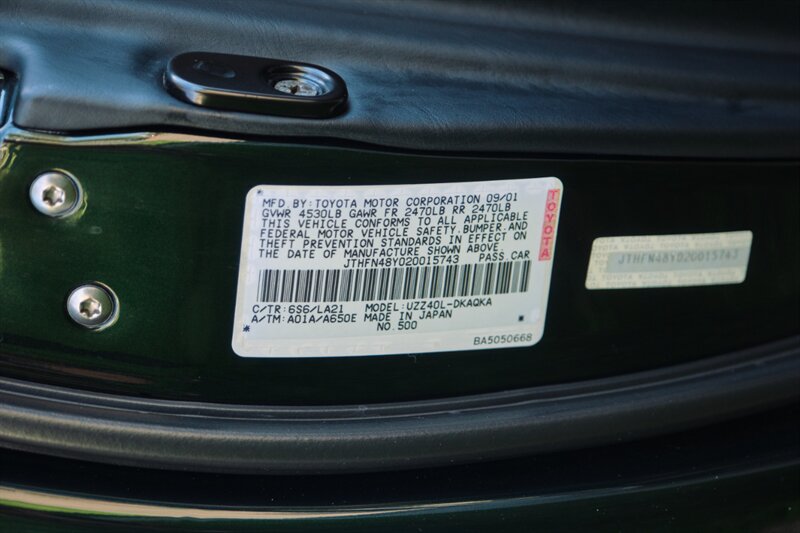 MFD BY:TOYOTA MOTOR CORPORATION 09/01
GVWR 4530LB GAWR FR 2470LB RR 2470LB
THIS VEHICLE CONFORMS TO ALL APPLICABLE
FEDERAL MOTOR VEHICLE SAFETY,BUMPER,AND
THEFT PREVENTION STANDARDS IN EFFECT ON
THE DATE OF MANUFACTURE SHOWN ABOVE.
JTHFN48Y020015743 PASS.CAR
C/TR:6S6/LA21 MODEL:UZZ40L-DKAQKA
A/TM:A01A/A650E MADE IN JAPAN
NO.500
BA5050668
TOYOTA
JTHFN48Y020015743